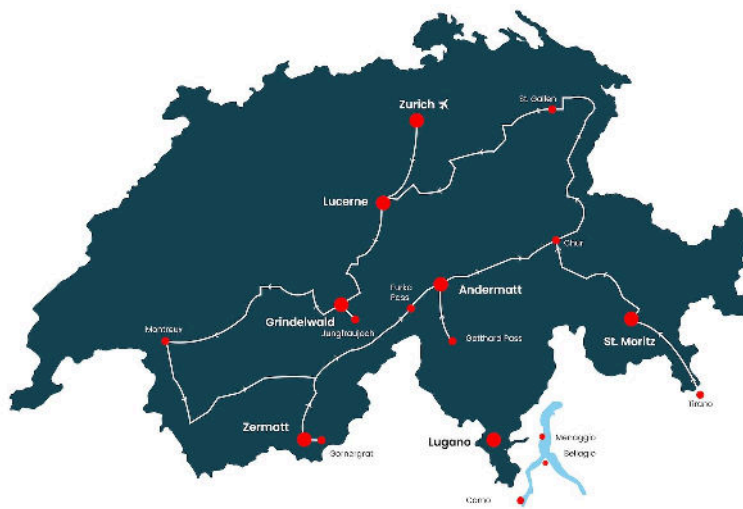 Zurich
St. Gallen
Lucerne
Chur
Furka
Pass
Andermatt
Grindelwald
Jungfraujoch
Montreux
Gotthard Pass
St. Moritz
Tirano
Zermatt
Gornergrat
Lugano
Menaggio
Bellagio
Como